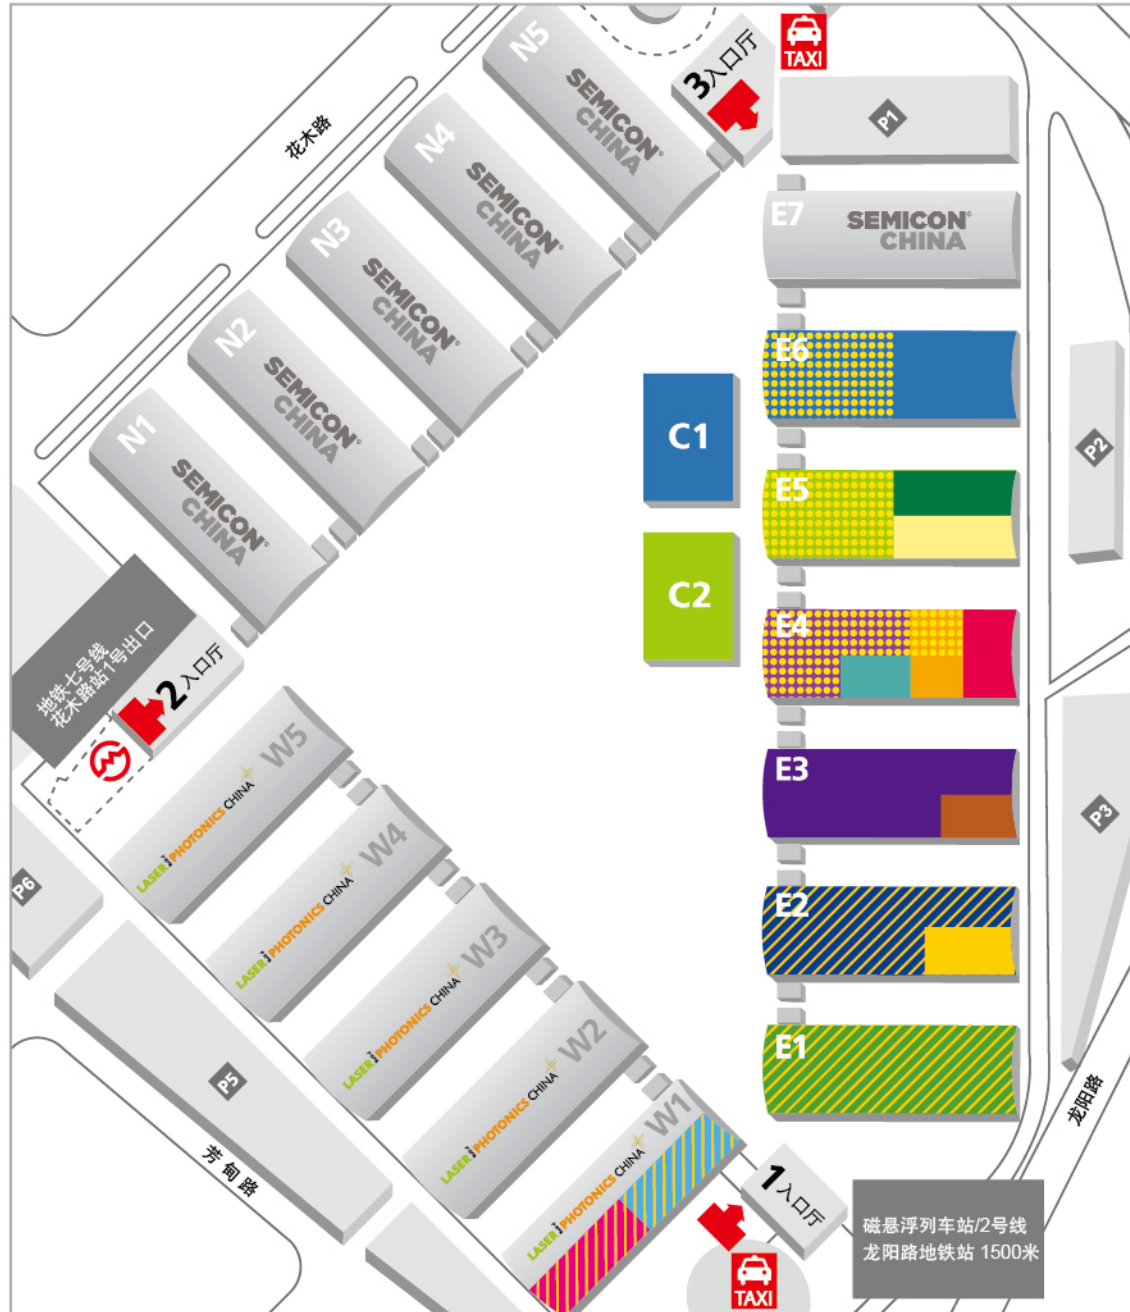 N5
SEMICON®
CHINA
3入口厅
TAXI
P1
花木路
N4
SEMICON®
CHINA
E7
SEMICON®
CHINA
N3
SEMICON®
CHINA
N2
SEMICON®
CHINA
E6
C1
P2
N1
SEMICON®
CHINA
E5
C2
E4
地铁七号线
花木路站1号出口
2入口厅
W5
LASER PHOTONICS CHINA
E3
P3
W4
LASER PHOTONICS CHINA
P6
E2
W3
LASER PHOTONICS CHINA
E1
W2
LASER PHOTONICS CHINA
P5
龙阳路
W1
LASER PHOTONICS CHINA
芳甸路
1入口厅
磁悬浮列车站/2号线
龙阳路地铁站 1500米
TAXI